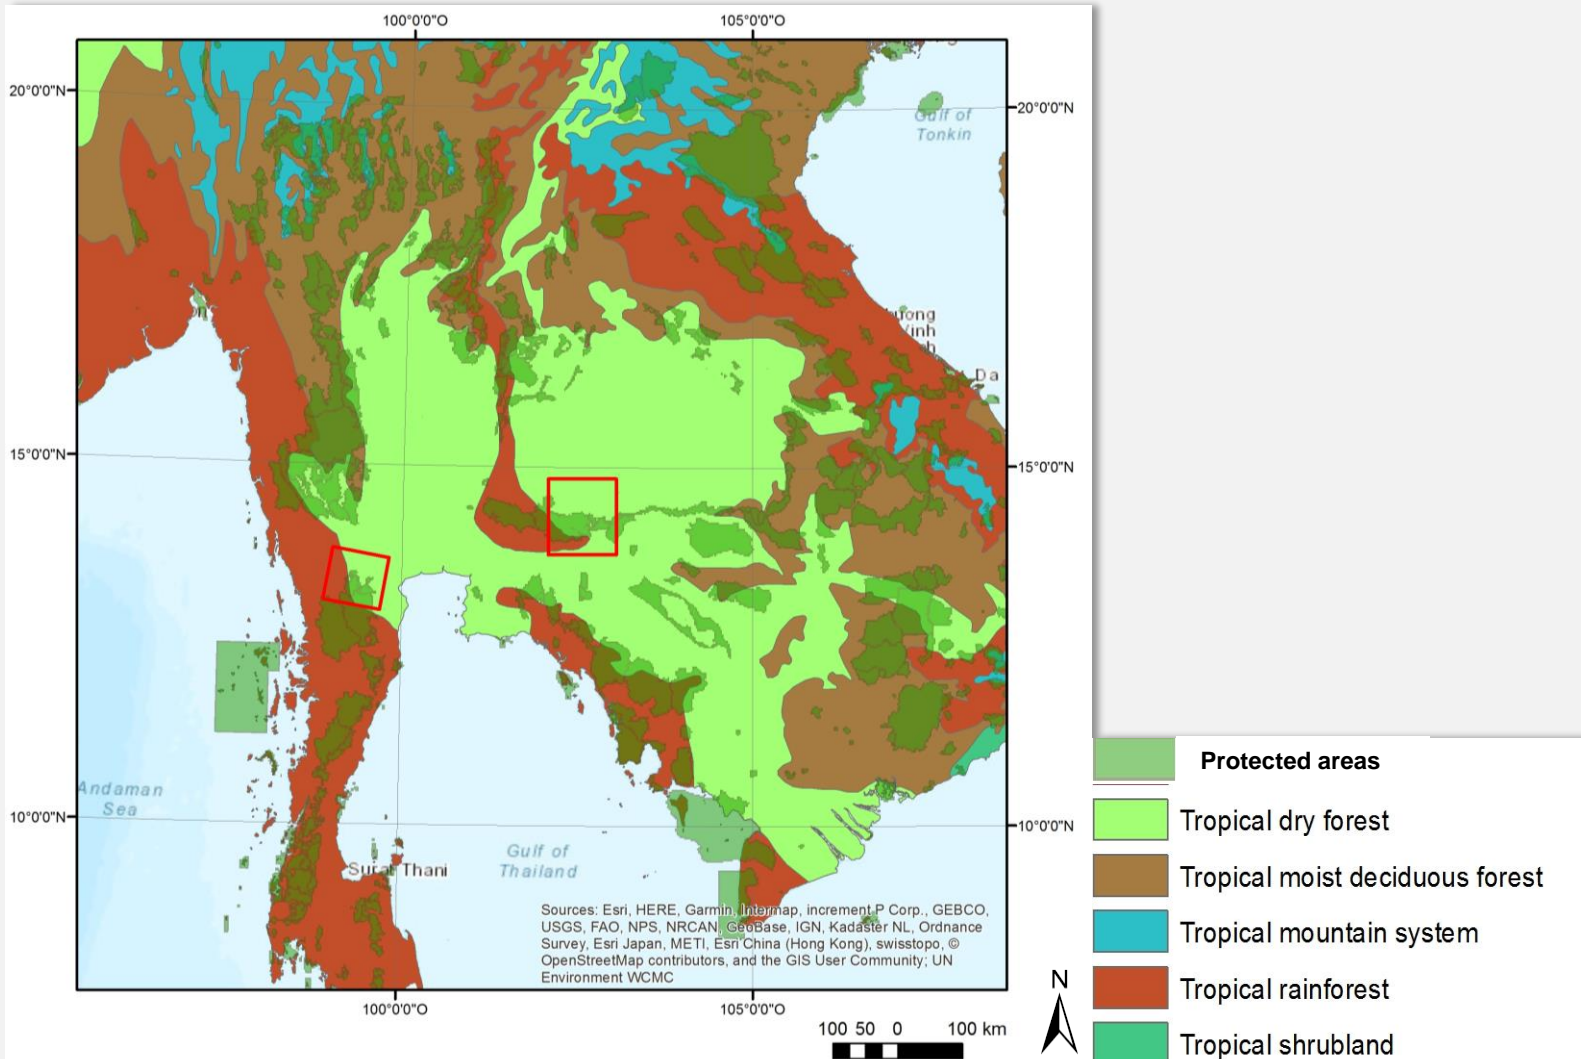 100°0'0"O
105°0'0"O
20°0'0"N
20°0'0"N
Gulf of
Tonkin
Da
15°0'0"N
15°0'0"N
Andaman
Sea
10°0'0"N
10°0'0"N
Gulf of
Thailand
Surat Thani
Sources: Esri, HERE, Garmin, Intermap, increment P Corp., GEBCO,
USGS, FAO, NPS, NRCAN, GeoBase, IGN, Kadaster NL, Ordnance
Survey, Esri Japan, METI, Esri China (Hong Kong), swisstopo, ©
OpenStreetMap contributors, and the GIS User Community; UN
Environment WCMC
100°0'0"O
105°0'0"O
100 50 0 100 km
N
Protected areas
Tropical dry forest
Tropical moist deciduous forest
Tropical mountain system
Tropical rainforest
Tropical shrubland